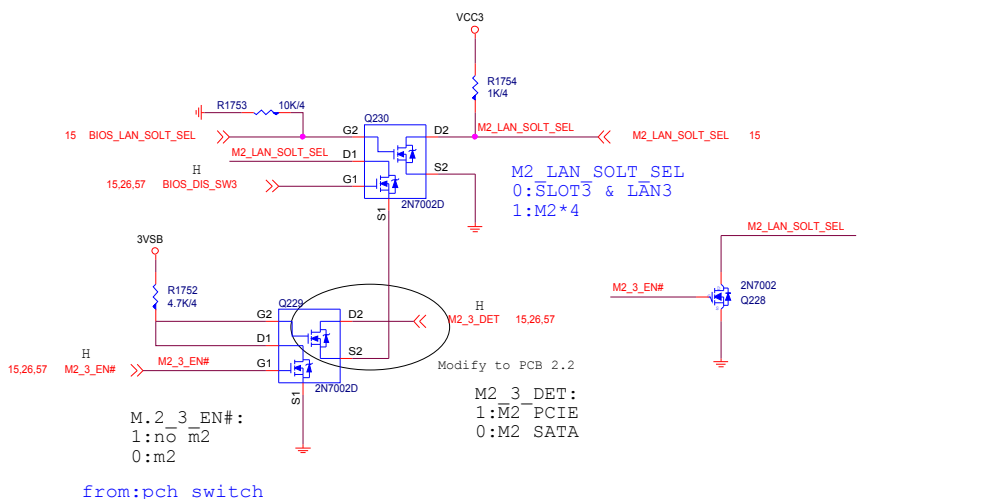 VCC3
R1754
1K/4
R1753
10K/4
Q230
15 BIOS_LAN_SOLT_SEL
G2
D2
M2_LAN_SOLT_SEL
M2_LAN_SOLT_SEL 15
M2_LAN_SOLT_SEL
D1
S2
H
15,26,57 BIOS_DIS_SW3
G1
S1
2N7002D
M2_LAN_SOLT_SEL
0:SLOT3 & LAN3
1:M2*4
M2_LAN_SOLT_SEL
M2_3_EN#
2N7002
Q228
3VSB
R1752
4.7K/4
Q229
G2
D2
H
M2_3_DET 15,26,57
D1
S2
H
15,26,57 M2_3_EN#
M2_3_EN#
G1
S1
2N7002D
Modify to PCB 2.2
M2_3_DET:
1:M2 PCIE
0:M2 SATA
M.2_3_EN#:
1:no m2
0:m2
from:pch switch